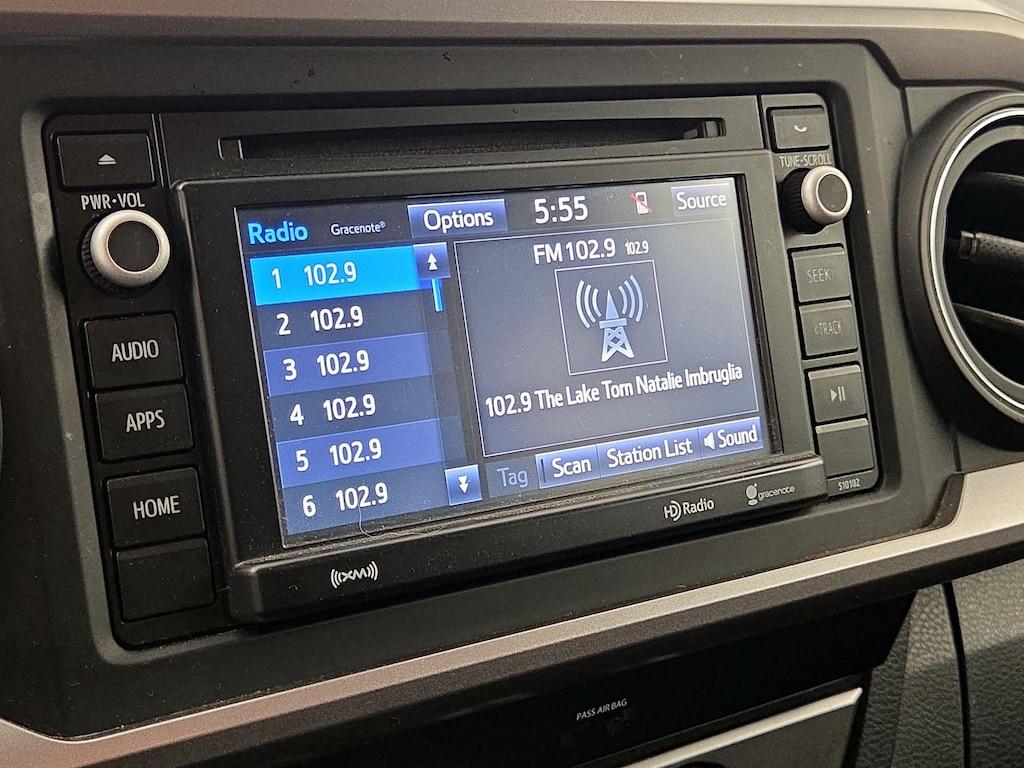 PWR•VOL
AUDIO
APPS
HOME
Radio Gracenote® Options 5:55 Source
1 102.9
2 102.9
3 102.9
4 102.9
5 102.9
6 102.9
FM 102.9 102.9
102.9 The Lake Torn Natalie Imbruglia
Tag Scan Station List Sound
((XM)) HD Radio gracenote
TUNE•SCROLL
SEEK>
<TRACK
510102
PASS AIR BAG